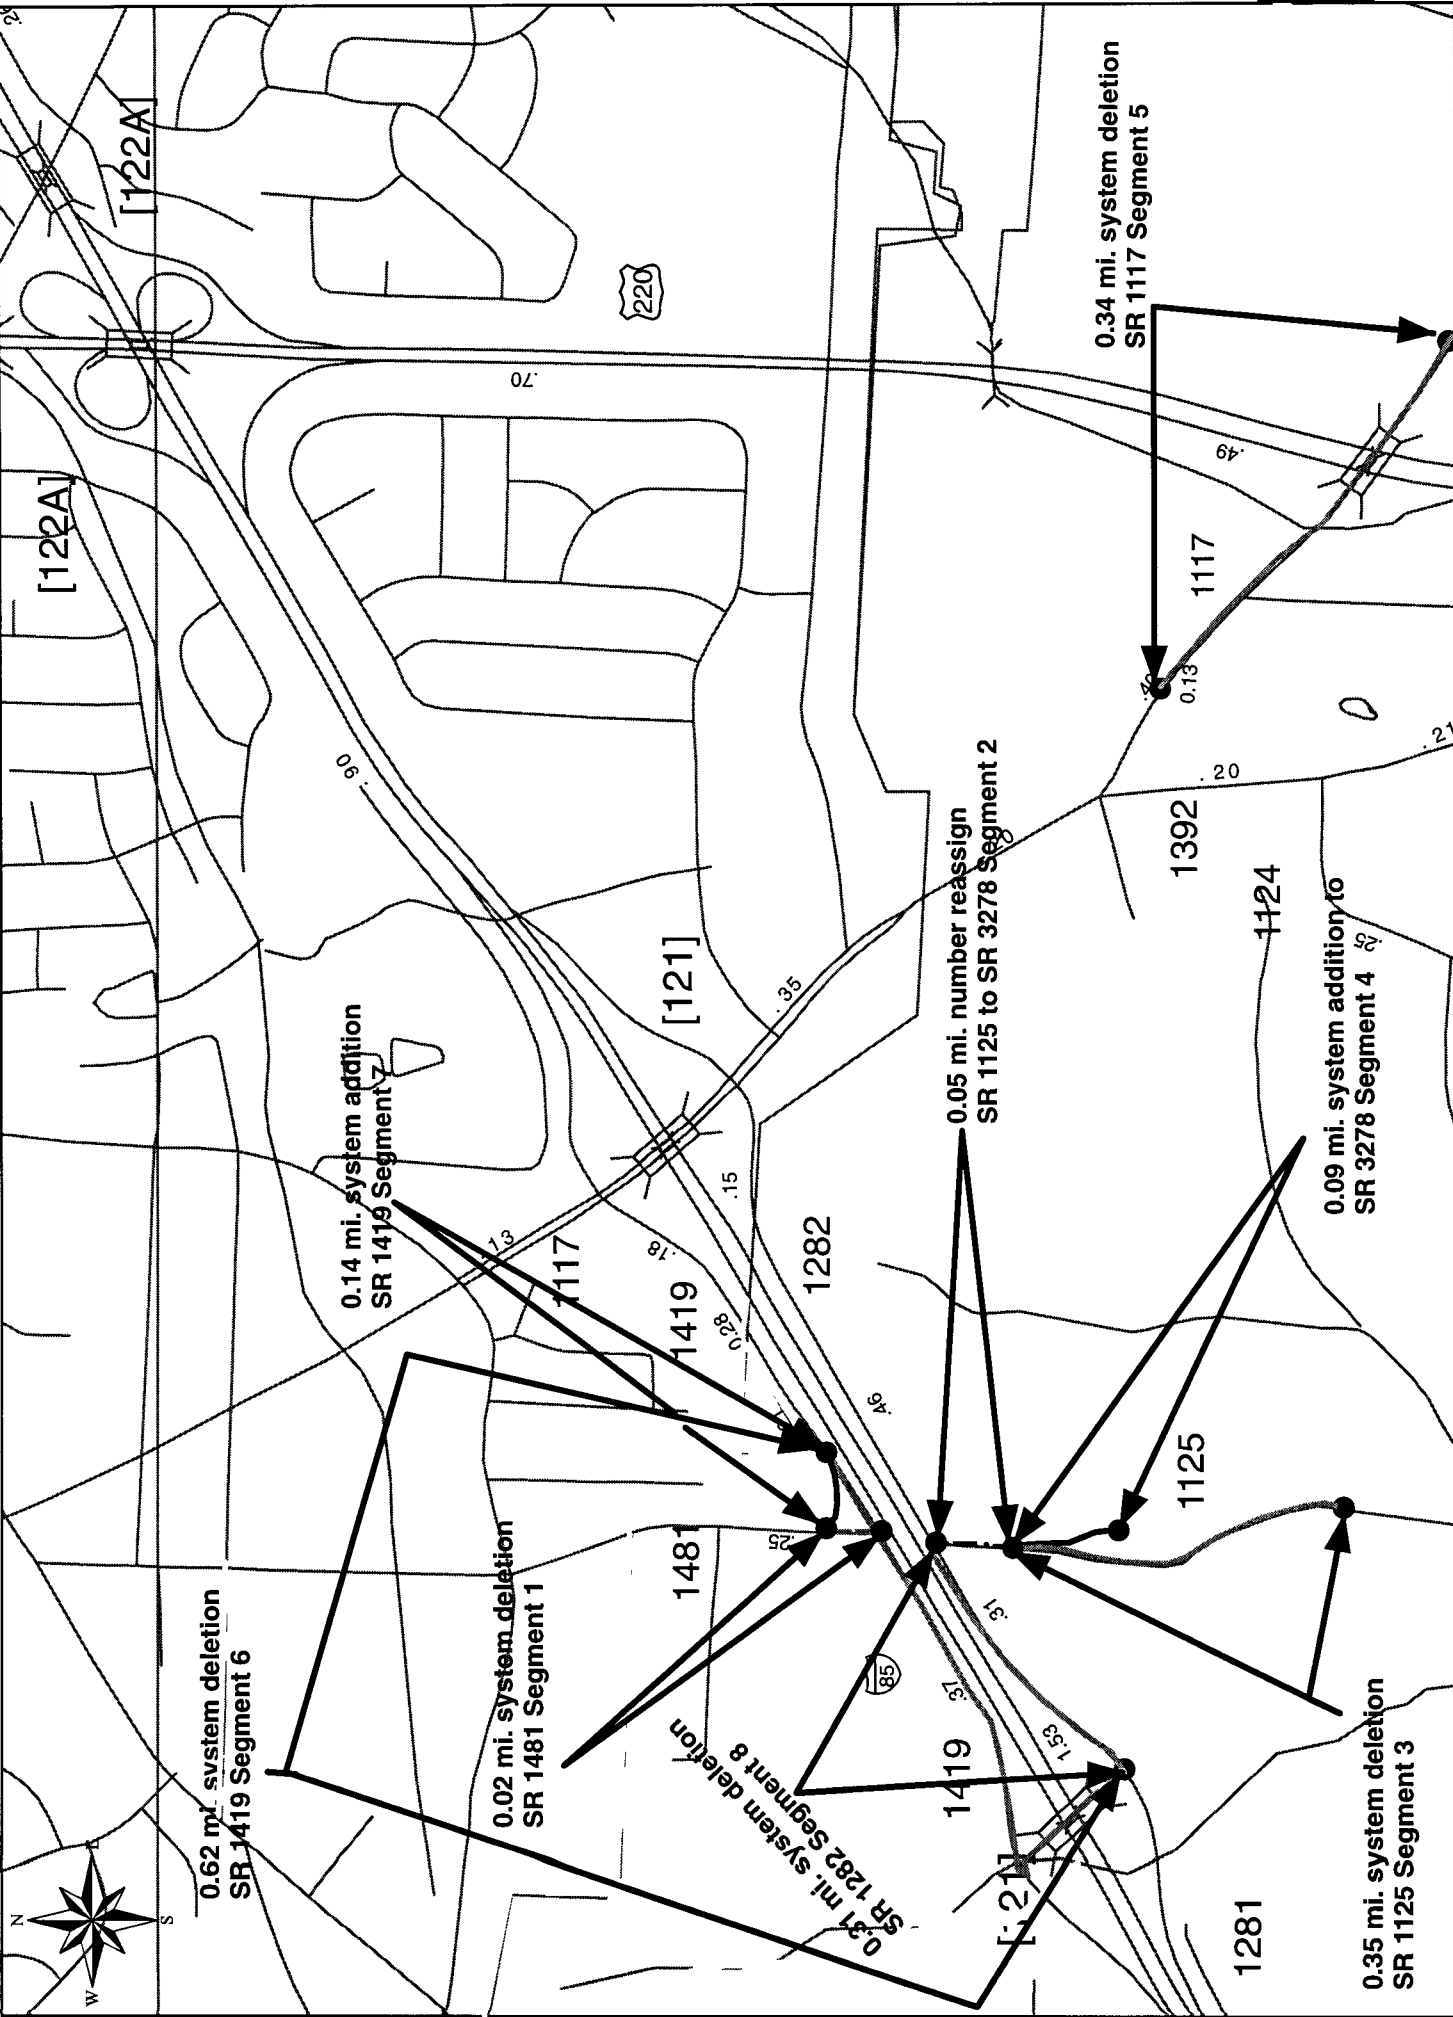 N
E
S
W
0.62 mi. system deletion
SR 1419 Segment 6
0.02 mi. system deletion
SR 1481 Segment 1
0.14 mi. system addition
SR 1419 Segment 7
0.31 mi. system deletion
SR 1282 Segment 8
0.05 mi. number reassign
SR 1125 to SR 3278 Segment 2
0.09 mi. system addition to
SR 3278 Segment 4
0.35 mi. system deletion
SR 1125 Segment 3
0.34 mi. system deletion
SR 1117 Segment 5
[122A]
[122A]
220
.70
.49
.90
[121]
.35
.13
1117
.18
.15
1419
0.28
1282
.46
1481
.25
85
.37
.31
1419
1.53
1281
1125
1124
.25
1392
.20
.21
1117
.40
0.13